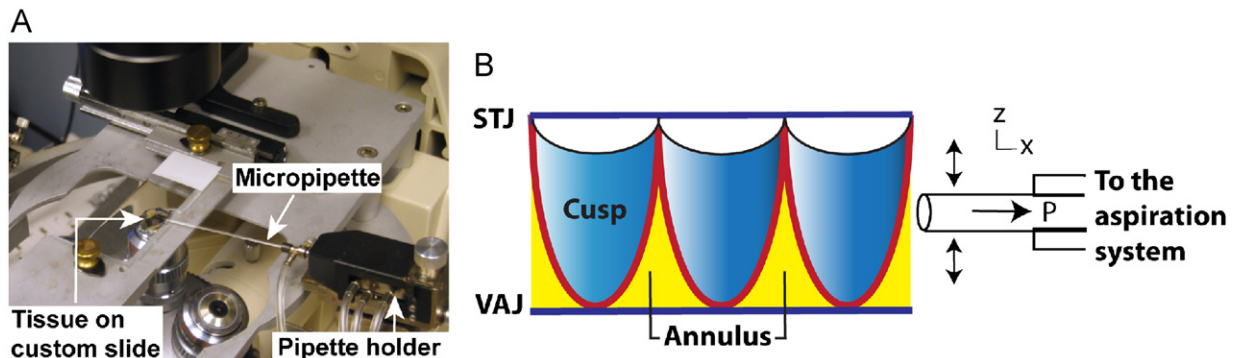 A
Micropipette
Tissue on
custom slide
Pipette holder
B
STJ
Cusp
VAJ
Annulus
z
x
P
To the
aspiration
system